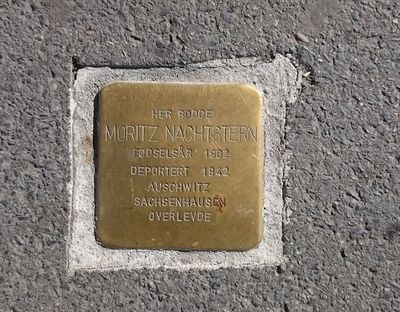 HER BODDE
MORITZ NACHTSTERN
FØDSELSÅR 1902
DEPORTERT 1942
AUSCHWITZ
SACHSENHAUSEN
OVERLEVDE